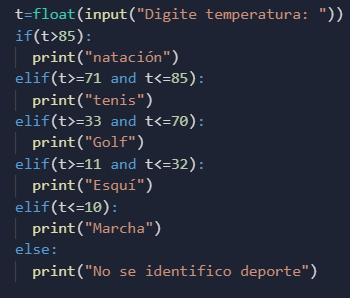 t=float(input("Digite temperatura: "))
if(t>85):
  print("natación")
elif(t>=71 and t<=85):
  print("tenis")
elif(t>=33 and t<=70):
  print("Golf")
elif(t>=11 and t<=32):
  print("Esquí")
elif(t<=10):
  print("Marcha")
else:
  print("No se identifico deporte")